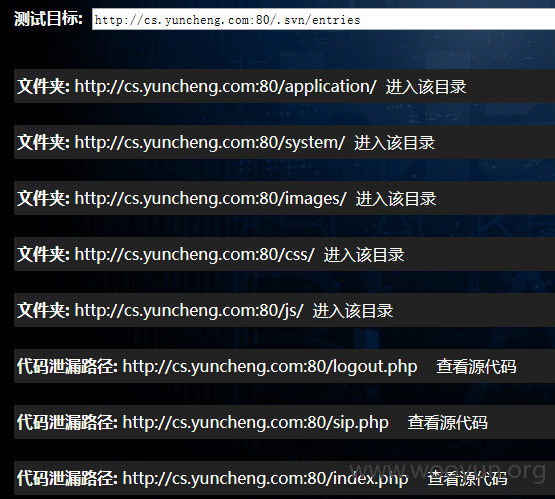 测试目标: http://cs.yuncheng.com:80/.svn/entries
文件夹: http://cs.yuncheng.com:80/application/ 进入该目录
文件夹: http://cs.yuncheng.com:80/system/ 进入该目录
文件夹: http://cs.yuncheng.com:80/images/ 进入该目录
文件夹: http://cs.yuncheng.com:80/css/ 进入该目录
文件夹: http://cs.yuncheng.com:80/js/ 进入该目录
代码泄漏路径: http://cs.yuncheng.com:80/logout.php 查看源代码
代码泄漏路径: http://cs.yuncheng.com:80/sip.php 查看源代码
代码泄漏路径: http://cs.yuncheng.com:80/index.php 查看源代码
www.wooyun.org